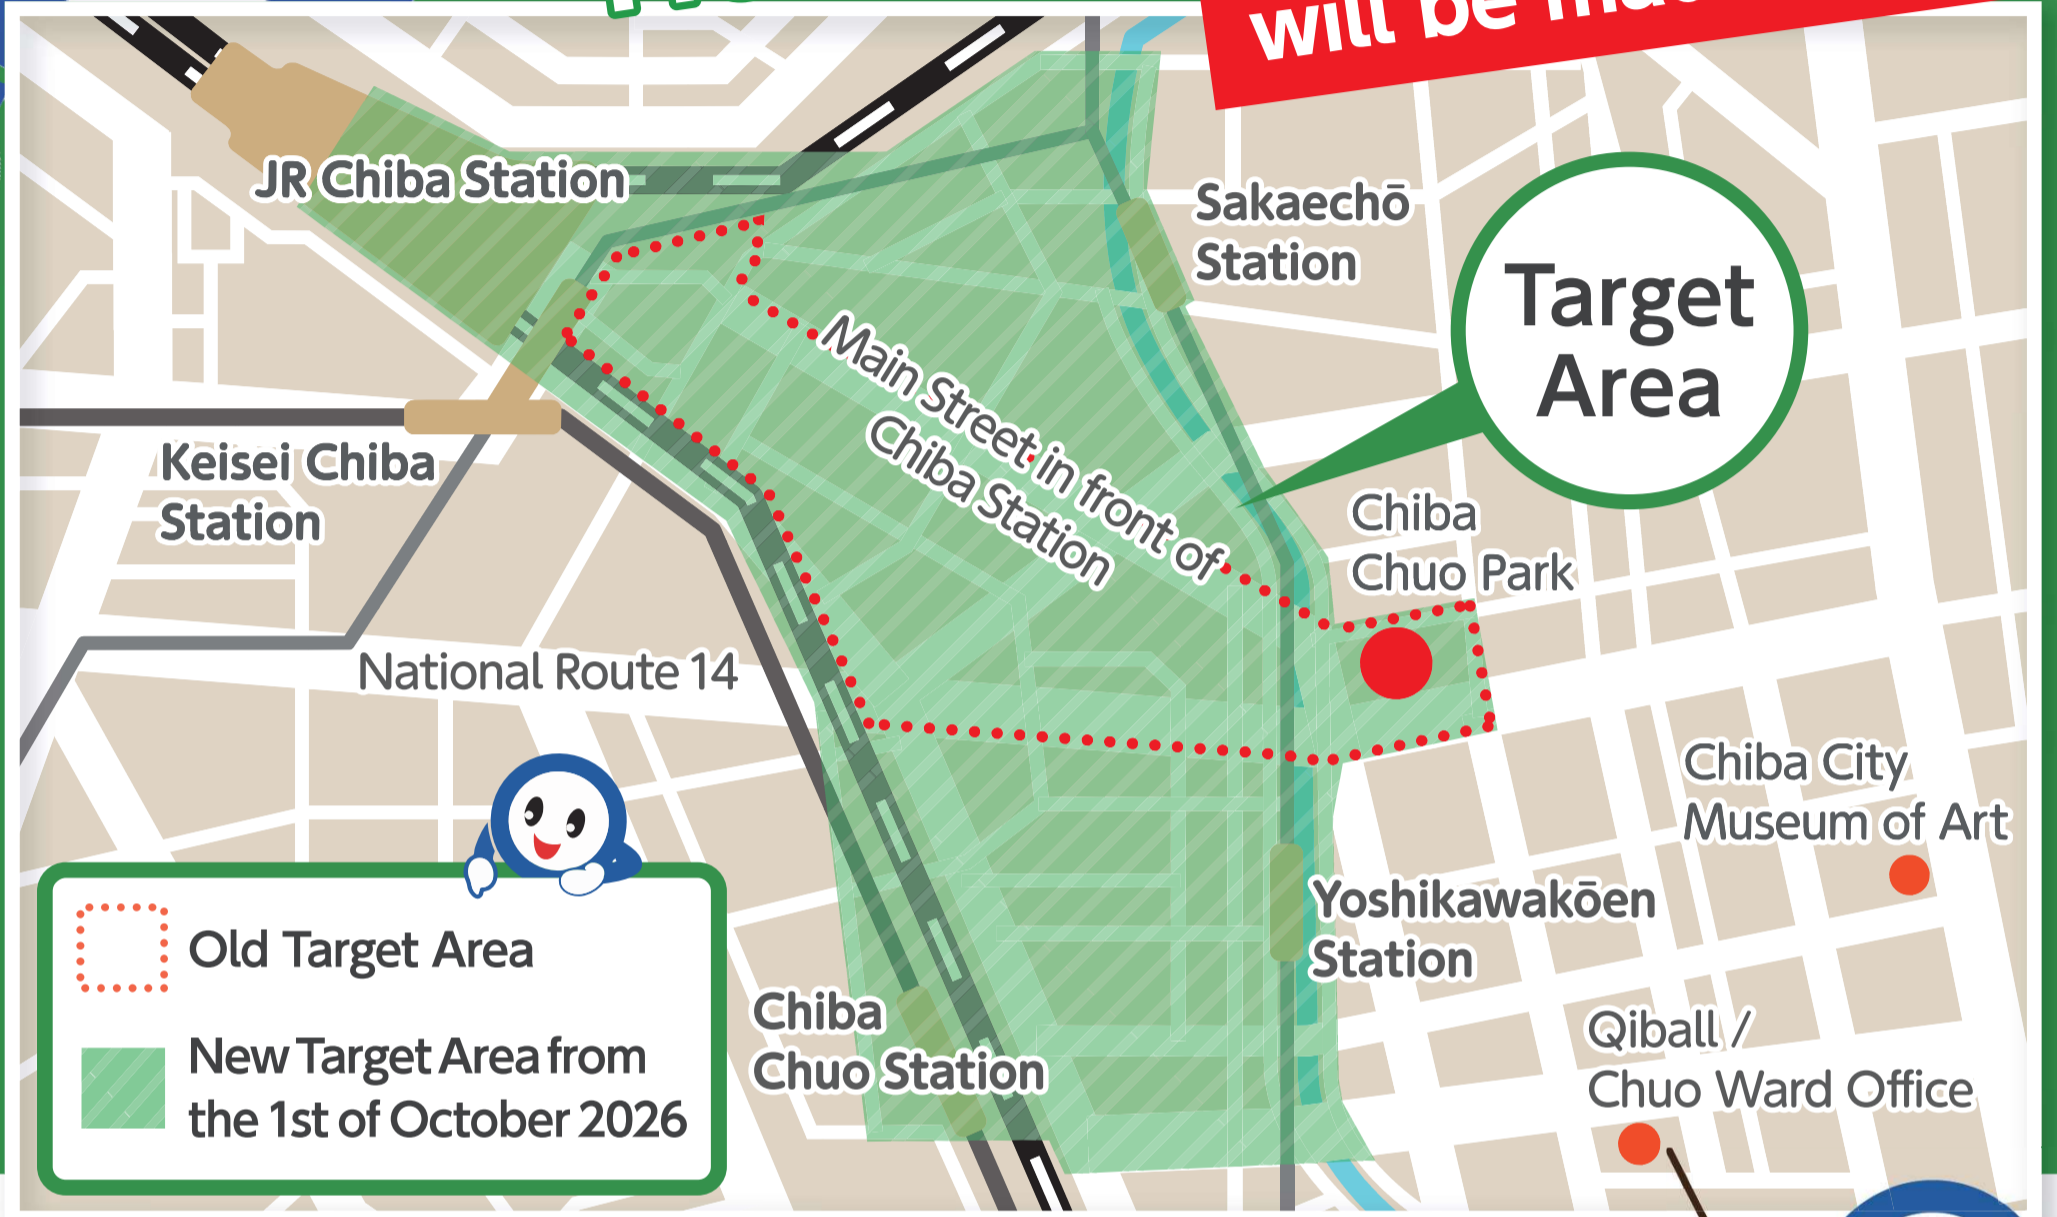 will be
JR Chiba Station
Sakaechō
Station
Target
Area
Main Street in front of
Chiba Station
Keisei Chiba
Station
Chiba
Chuo Park
National Route 14
Chiba City
Museum of Art
Yoshikawakōen
Station
Old Target Area
New Target Area from
the 1st of October 2026
Chiba
Chuo Station
Qiball /
Chuo Ward Office